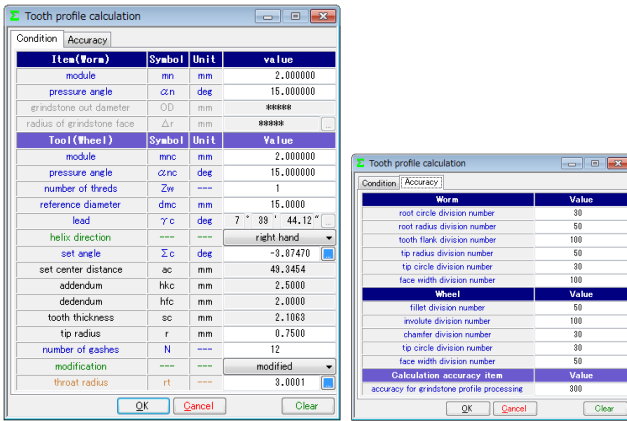 Σ Tooth profile calculation
Condition Accuracy
Item(Worm) Symbol Unit value
module mn mm 2.000000
pressure angle αn deg 15.000000
grindstone out dameter OD mm *****
radius of grindstone face Δr mm ***** ...
Tool(Wheel) Symbol Unit Value
module mnc mm 2.000000
pressure angle αnc deg 15.000000
number of threds Zw --- 1
reference diameter dmc mm 15.0000
lead γc deg 7 ° 39 ' 44.12 " ...
helix direction --- --- right hand
set angle Σc deg -3.87470
set center distance ac mm 49.3454
addendum hkc mm 2.5000
dedendum hfc mm 2.0000
tooth thickness sc mm 2.1063
tip radius r mm 0.7500
number of gashes N --- 12
modification --- --- modified
throat radius rt --- 3.0001
OK Cancel Clear
Σ Tooth profile calculation
Condition Accuracy
Worm Value
root circle division number 30
root radius division number 50
tooth flank division number 100
tip radius division number 50
tip circle division number 30
face width division number 100
Wheel Value
fillet division number 50
involute division number 100
chamfer division number 30
tip circle division number 30
face width division number 50
Calculation accuracy item Value
accuracy for grindstone profile processing 300
OK Cancel Clear